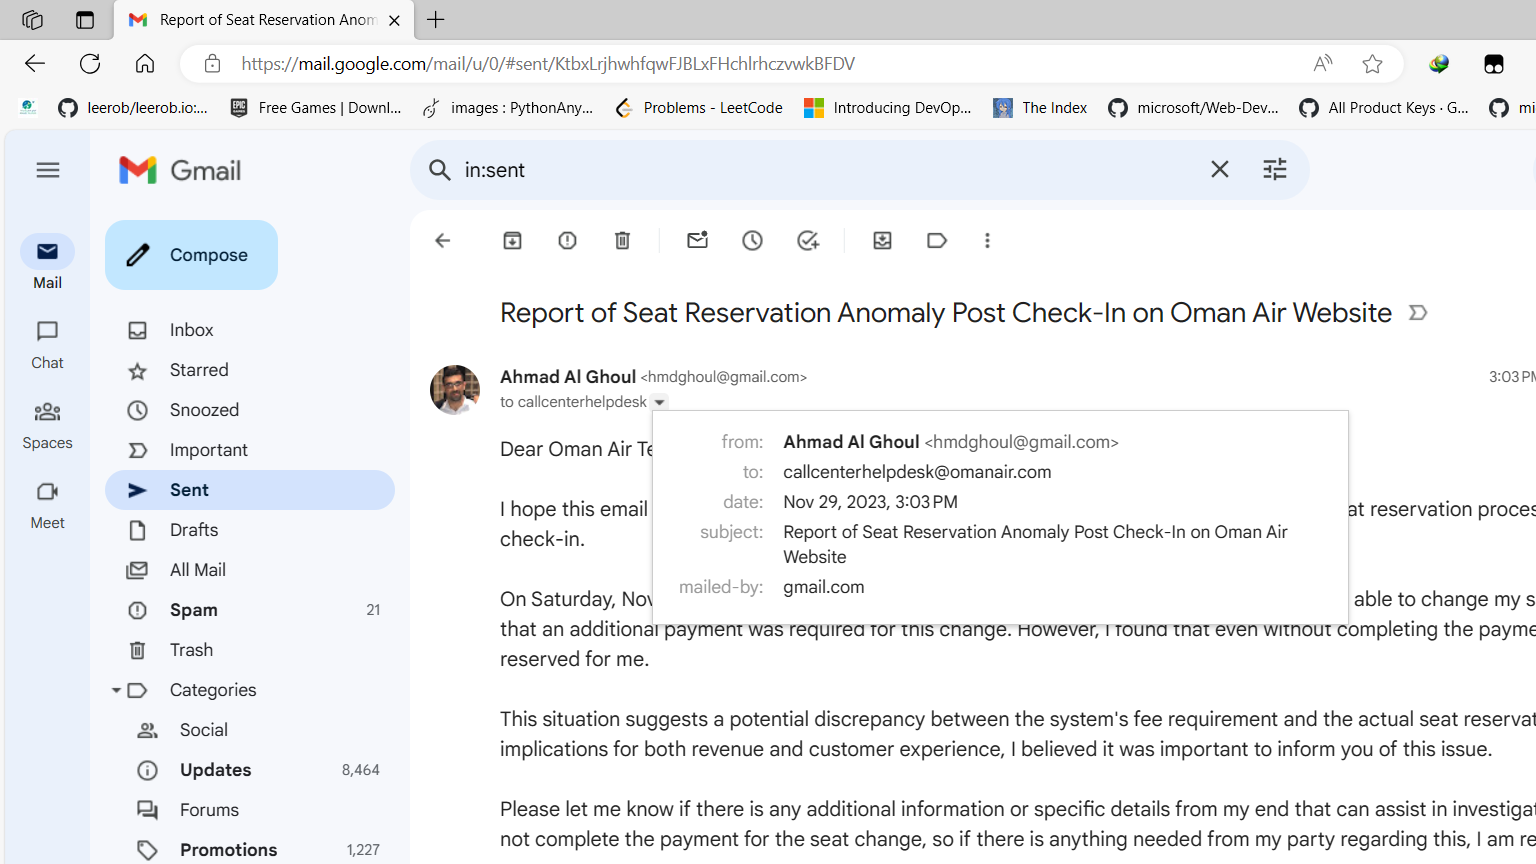 Report of Seat Reservation Anom
https://mail.google.com/mail/u/0/#sent/KtbxLrjhwhfqwFJBLxFHchlrhczvwkBFDV
leerob/leerob.io:...
EPIC
Free Games | Downl...
images : PythonAny...
Problems - LeetCode
Introducing DevOp...
The Index
microsoft/Web-Dev...
All Product Keys · G...
mi
Gmail
in:sent
Compose
Mail
Chat
Spaces
Meet
Inbox
Starred
Snoozed
Important
Sent
Drafts
All Mail
Spam 21
Trash
Categories
Social
Updates 8,464
Forums
Promotions 1,227
Report of Seat Reservation Anomaly Post Check-In on Oman Air Website
Ahmad Al Ghoul <hmdghoul@gmail.com> 3:03 PM
to callcenterhelpdesk
from: Ahmad Al Ghoul <hmdghoul@gmail.com>
to: callcenterhelpdesk@omanair.com
date: Nov 29, 2023, 3:03 PM
subject: Report of Seat Reservation Anomaly Post Check-In on Oman Air
Website
mailed-by: gmail.com
Dear Oman Air Te
I hope this email at reservation proces
check-in.
On Saturday, Nov able to change my s
that an additional payment was required for this change. However, I found that even without completing the payme
reserved for me.
This situation suggests a potential discrepancy between the system's fee requirement and the actual seat reservat
implications for both revenue and customer experience, I believed it was important to inform you of this issue.
Please let me know if there is any additional information or specific details from my end that can assist in investigat
not complete the payment for the seat change, so if there is anything needed from my party regarding this, I am re